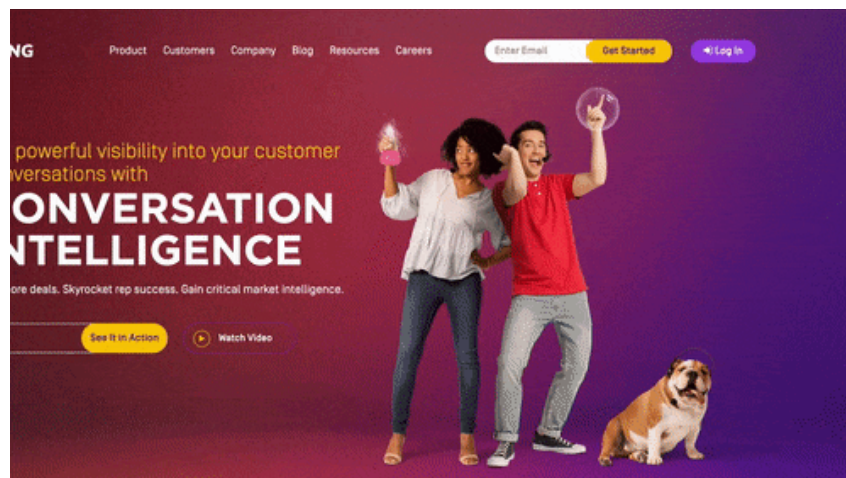 NG
Product Customers Company Blog Resources Careers
Enter Email Get Started Log In
powerful visibility into your customer
nversations with
ONVERSATION
NTELLIGENCE
ore deals. Skyrocket rep success. Gain critical market intelligence.
See It in Action Watch Video